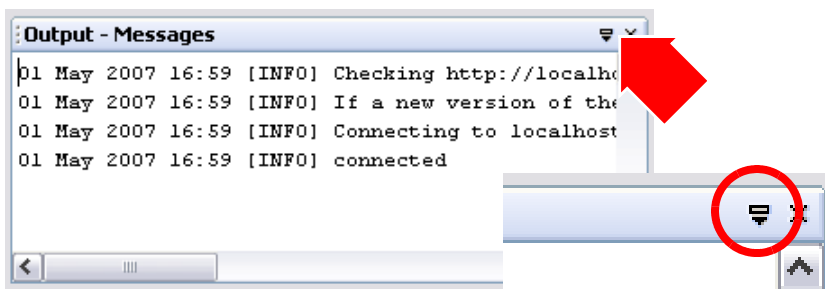 Output - Messages
01 May 2007 16:59 [INFO] Checking http://localho
01 May 2007 16:59 [INFO] If a new version of the
01 May 2007 16:59 [INFO] Connecting to localhost
01 May 2007 16:59 [INFO] connected